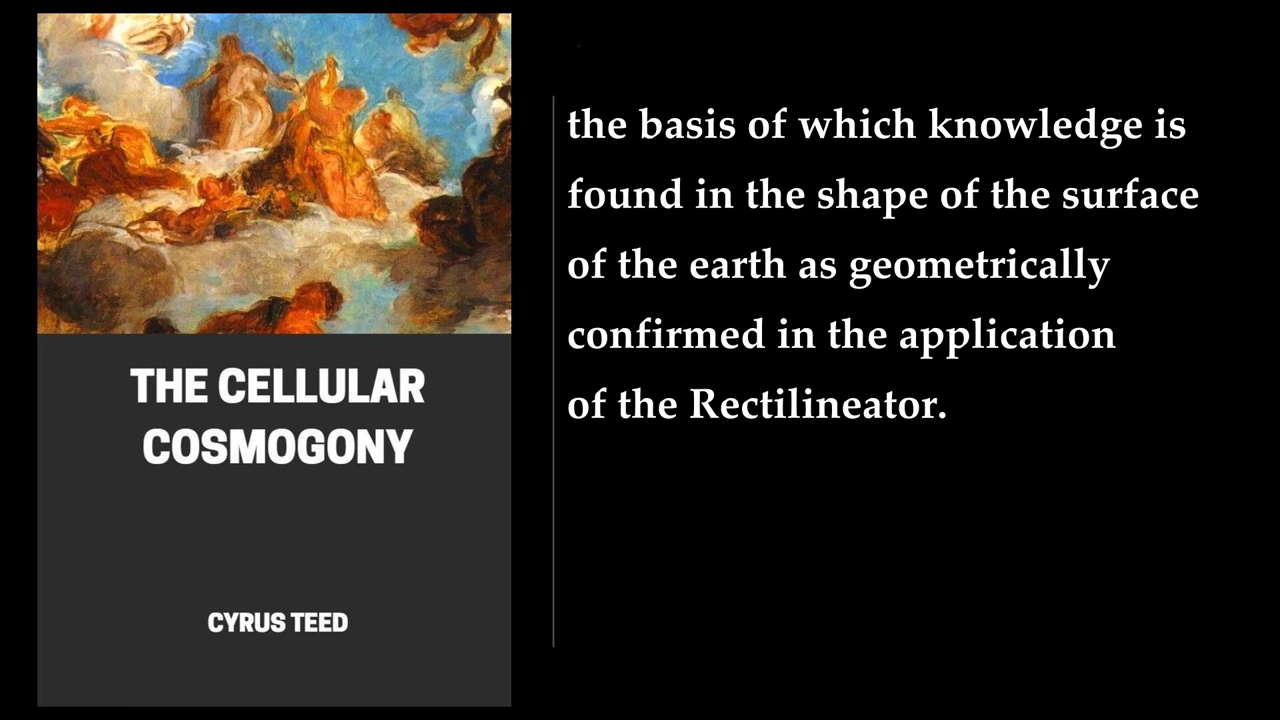 THE CELLULAR
COSMOGONY
CYRUS TEED
the basis of which knowledge is
found in the shape of the surface
of the earth as geometrically
confirmed in the application
of the Rectilineator.